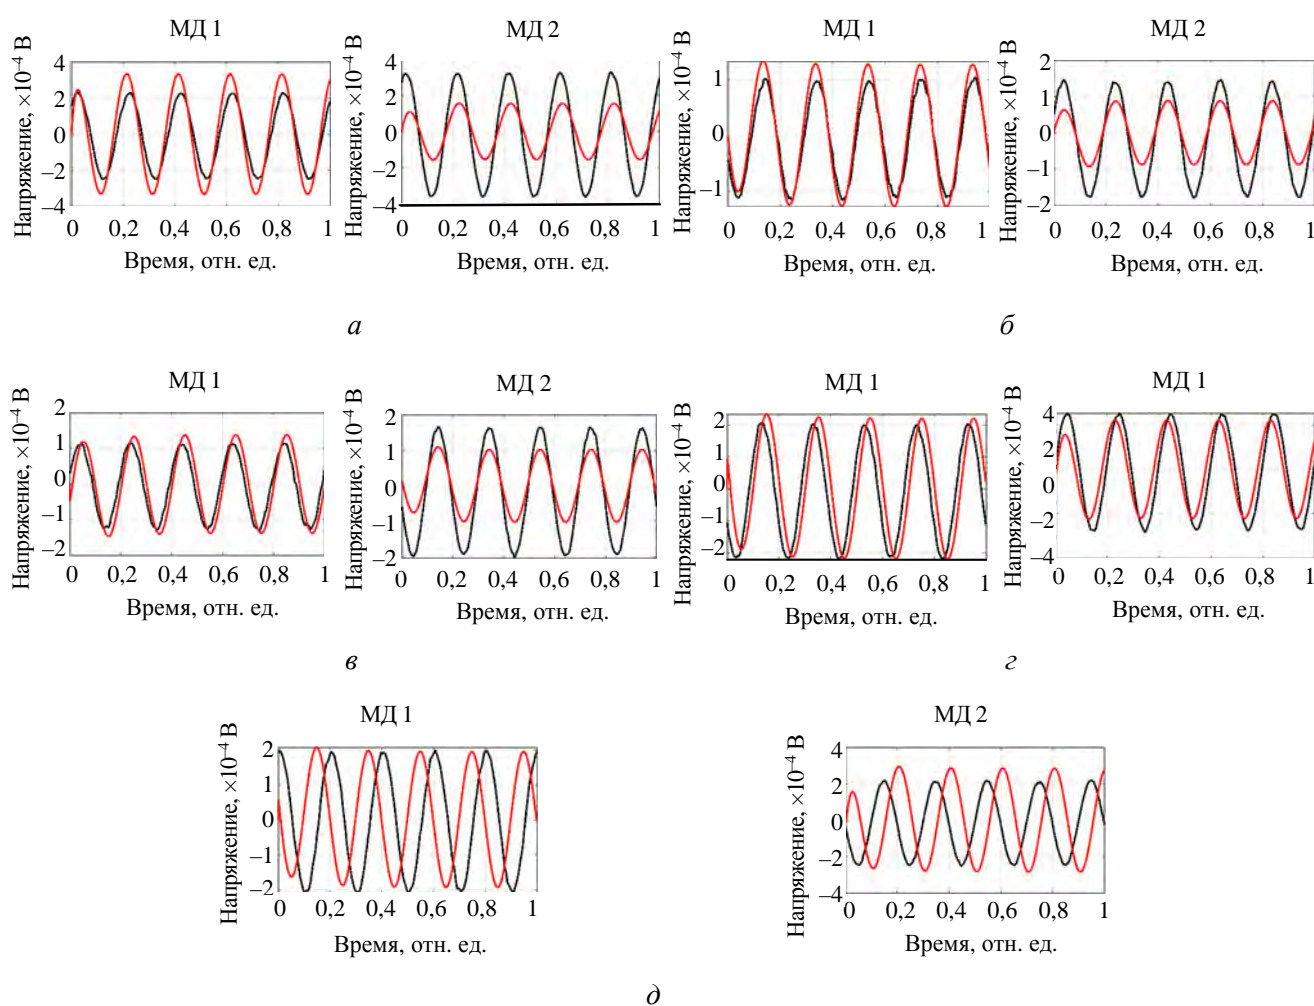 МД 1
Напряжение, ×10⁻⁴ В
4
2
0
−2
−4
0 0,2 0,4 0,6 0,8 1
Время, отн. ед.
МД 2
Напряжение, ×10⁻⁴ В
4
2
0
−2
−4
0 0,2 0,4 0,6 0,8 1
Время, отн. ед.
а
МД 1
Напряжение, ×10⁻⁴ В
1
0
−1
0 0,2 0,4 0,6 0,8 1
Время, отн. ед.
МД 2
Напряжение, ×10⁻⁴ В
2
1
0
−1
−2
0 0,2 0,4 0,6 0,8 1
Время, отн. ед.
б
МД 1
Напряжение, ×10⁻⁴ В
2
1
0
−1
−2
0 0,2 0,4 0,6 0,8 1
Время, отн. ед.
МД 2
Напряжение, ×10⁻⁴ В
2
1
0
−1
−2
0 0,2 0,4 0,6 0,8 1
Время, отн. ед.
в
МД 1
Напряжение, ×10⁻⁴ В
2
1
0
−1
−2
0 0,2 0,4 0,6 0,8 1
Время, отн. ед.
МД 1
Напряжение, ×10⁻⁴ В
4
2
0
−2
−4
0 0,2 0,4 0,6 0,8 1
Время, отн. ед.
г
МД 1
Напряжение, ×10⁻⁴ В
2
1
0
−1
−2
0 0,2 0,4 0,6 0,8 1
Время, отн. ед.
МД 2
Напряжение, ×10⁻⁴ В
4
2
0
−2
−4
0 0,2 0,4 0,6 0,8 1
Время, отн. ед.
д